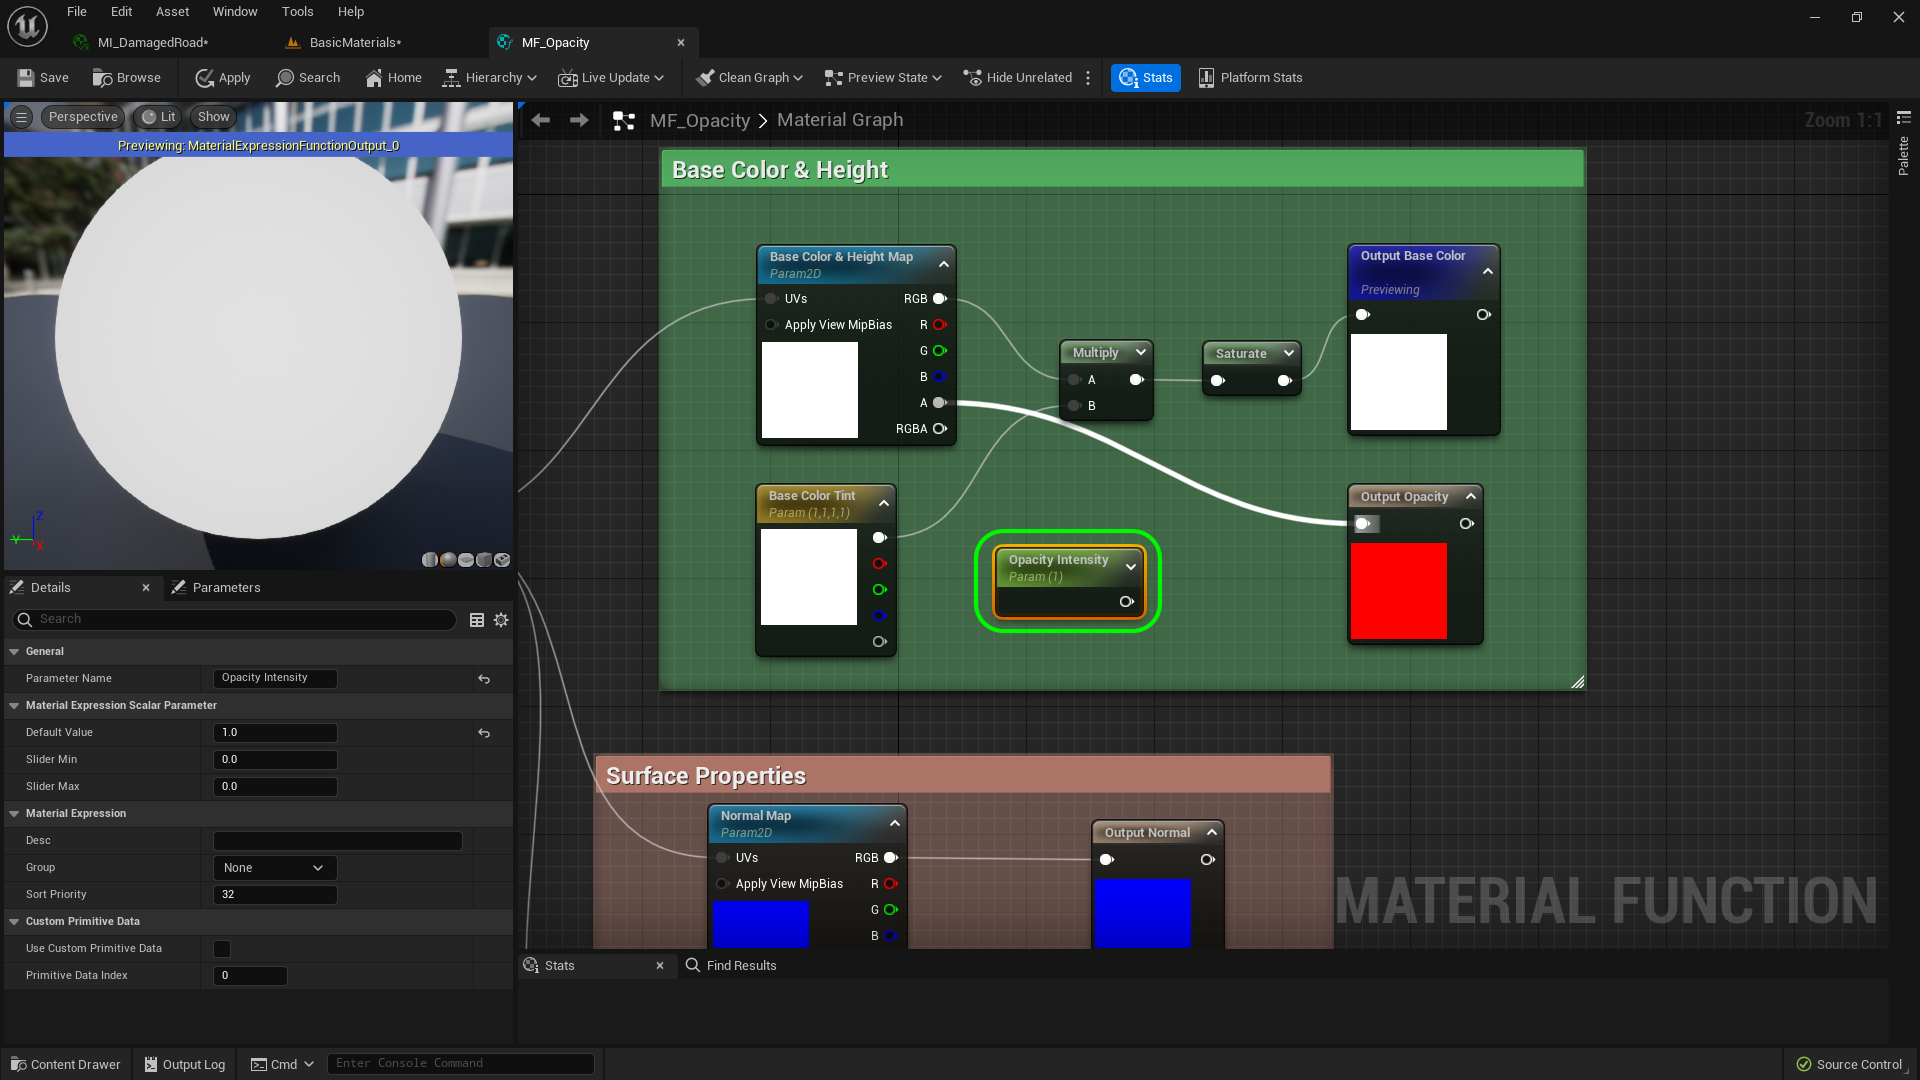 File Edit Asset Window Tools Help
MI_DamagedRoad*
BasicMaterials*
MF_Opacity
Save
Browse
Apply
Search
Home
Hierarchy
Live Update
Clean Graph
Preview State
Hide Unrelated
Stats
Platform Stats
Perspective
Lit
Show
Previewing: MaterialExpressionFunctionOutput_0
Z
Y
X
MF_Opacity > Material Graph
Zoom 1:1
Palette
Base Color & Height
Base Color & Height Map
Param2D
UVs
RGB
Apply View MipBias
R
G
B
A
RGBA
Multiply
A
B
Saturate
Output Base Color
Previewing
Base Color Tint
Param (1,1,1,1)
Opacity Intensity
Param (1)
Output Opacity
Surface Properties
Normal Map
Param2D
UVs
RGB
Apply View MipBias
R
G
B
Output Normal
MATERIAL FUNCTION
Details
Parameters
Search
General
Parameter Name
Opacity Intensity
Material Expression Scalar Parameter
Default Value
1.0
Slider Min
0.0
Slider Max
0.0
Material Expression
Desc
Group
None
Sort Priority
32
Custom Primitive Data
Use Custom Primitive Data
Primitive Data Index
0
Stats
Find Results
Content Drawer
Output Log
Cmd
Enter Console Command
Source Control